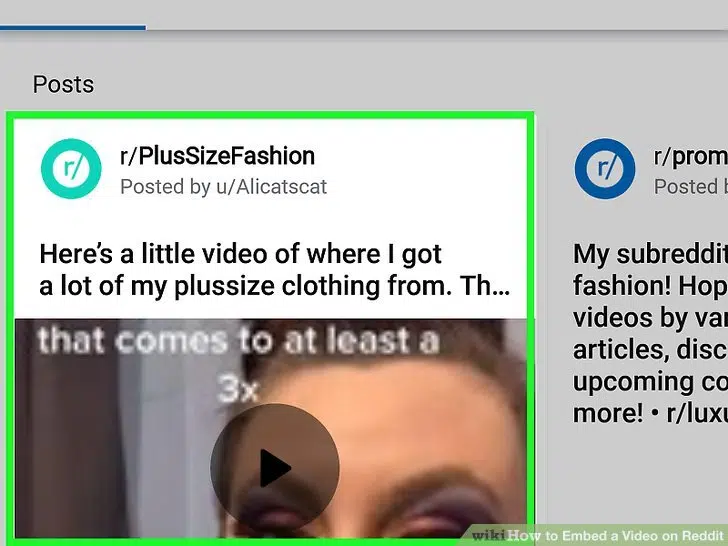 Posts
r/
r/PlusSizeFashion
Posted by u/Alicatscat
Here’s a little video of where I got
a lot of my plussize clothing from. Th...
that comes to at least a
3x
r/
r/prom
Posted
My subreddit
fashion! Hop
videos by va
articles, disc
upcoming co
more! • r/lux
wikiHow to Embed a Video on Reddit